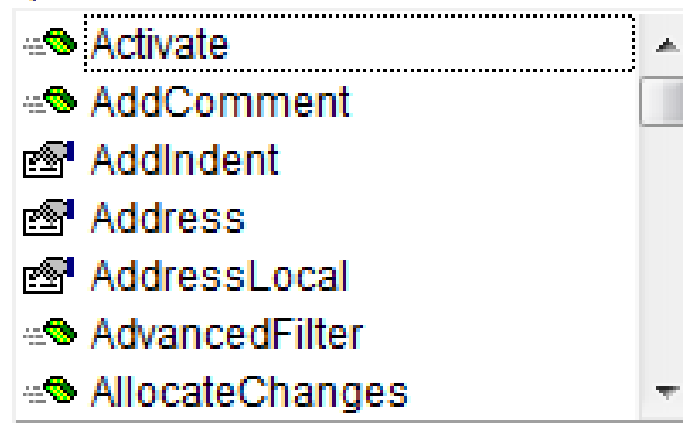 Activate
AddComment
AddIndent
Address
AddressLocal
AdvancedFilter
AllocateChanges